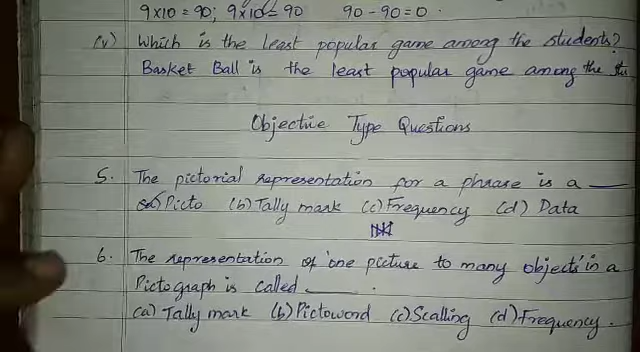 9x10 = 90; 9x10 = 90 90 - 90 = 0 .
(v) Which is the least popular game among the students?
Basket Ball is the least popular game among the stu
Objective Type Questions
5. The pictorial representation for a phrase is a ___
(a) Picto (b) Tally mark (c) Frequency (d) Data
6. The representation of 'one picture to many objects' in a
Pictograph is called ______ .
(a) Tally mark (b) Pictoword (c) Scalling (d) Frequency .